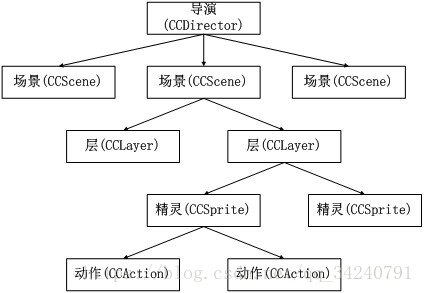 导演
(CCDirector)
场景(CCScene)
场景(CCScene)
场景(CCScene)
层(CCLayer)
层(CCLayer)
精灵(CCSprite)
精灵(CCSprite)
动作(CCAction)
动作(CCAction)